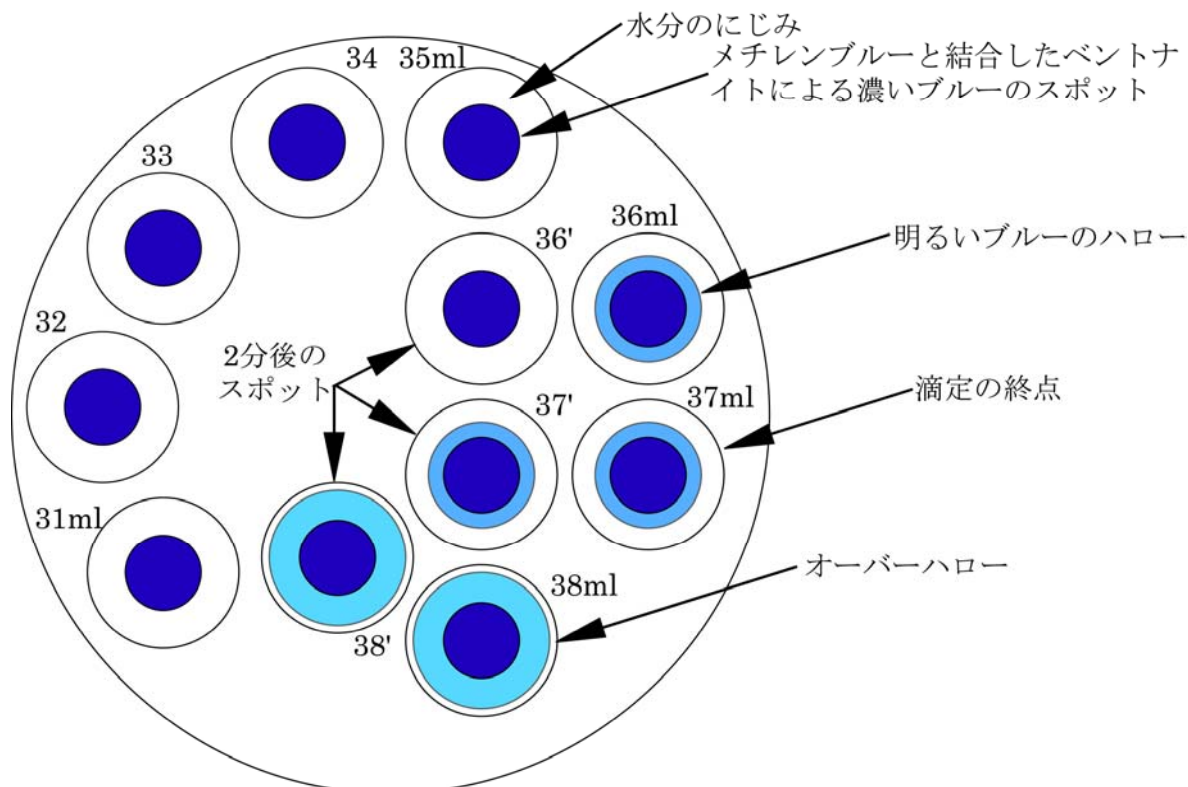 水分のにじみ
34 35ml
メチレンブルーと結合したベントナ
イトによる濃いブルーのスポット
33
36ml
36'
明るいブルーのハロー
32
2分後の
スポット
37'
37ml
滴定の終点
31ml
38ml
オーバーハロー
38'